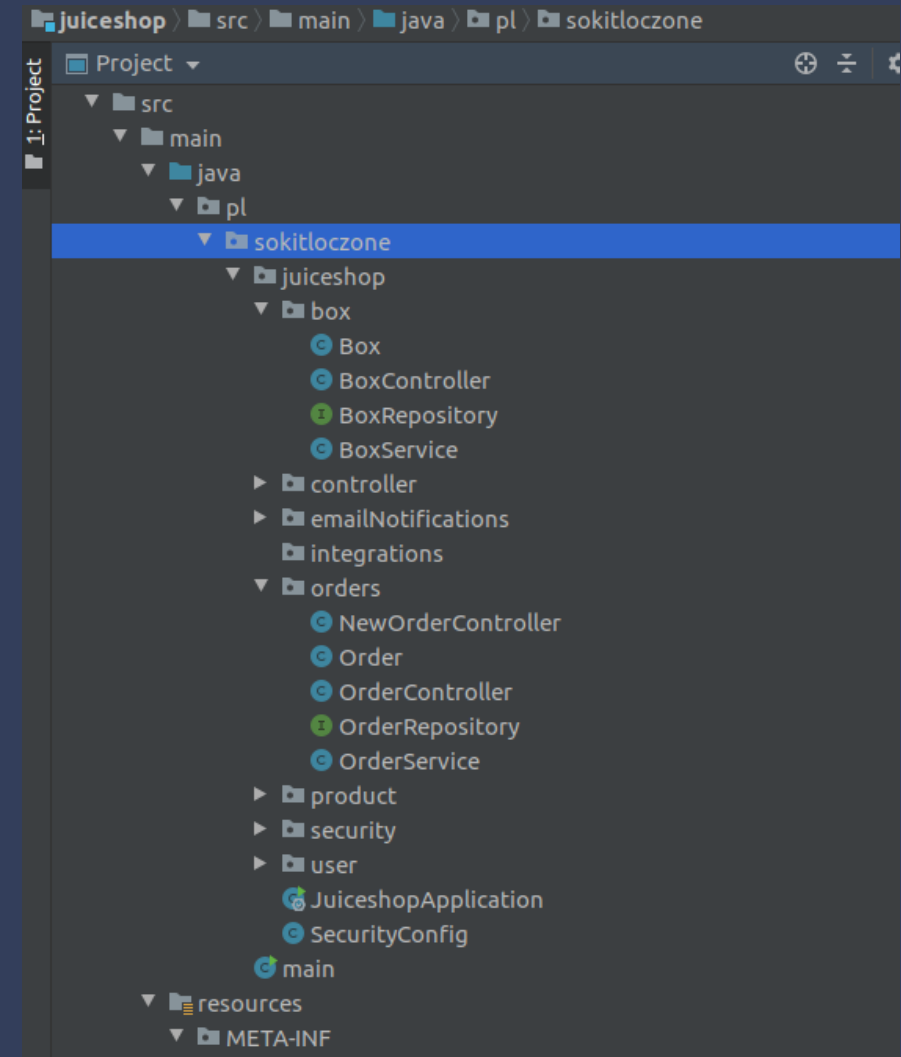 juiceshop src main java pl sokitloczone
1: Project
Project
src
main
java
pl
sokitloczone
juiceshop
box
Box
BoxController
BoxRepository
BoxService
controller
emailNotifications
integrations
orders
NewOrderController
Order
OrderController
OrderRepository
OrderService
product
security
user
JuiceshopApplication
SecurityConfig
main
resources
META-INF